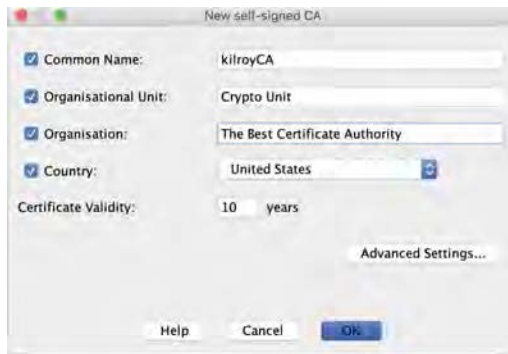 New self-signed CA
Common Name: kilroyCA
Organisational Unit: Crypto Unit
Organisation: The Best Certificate Authority
Country: United States
Certificate Validity: 10 years
Advanced Settings...
Help Cancel OK